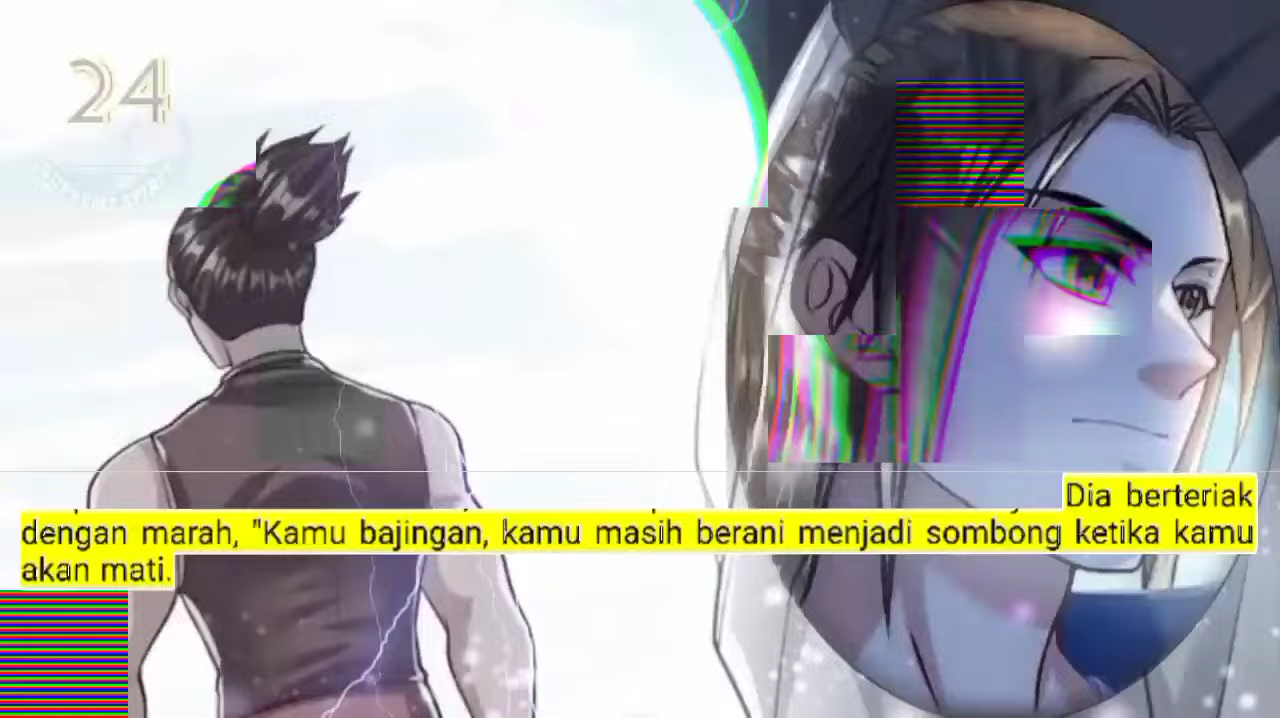 24
Dia berteriak
dengan marah, "Kamu bajingan, kamu masih berani menjadi sombong ketika kamu
akan mati.